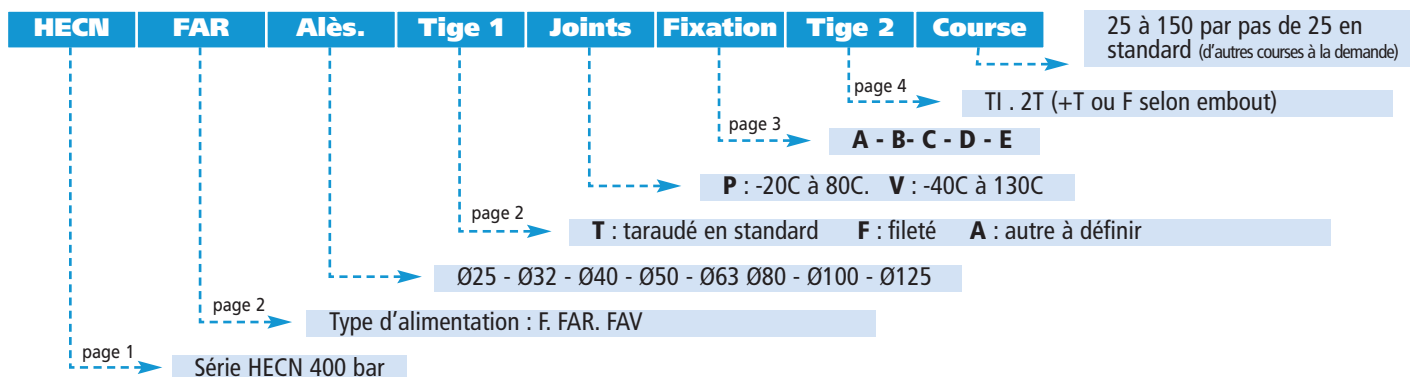 HECN FAR Alès. Tige 1 Joints Fixation Tige 2 Course
25 à 150 par pas de 25 en
standard (d'autres courses à la demande)
page 4
TI . 2T (+T ou F selon embout)
page 3
A - B- C - D - E
P : -20C à 80C. V : -40C à 130C
page 2
T : taraudé en standard F : fileté A : autre à définir
Ø25 - Ø32 - Ø40 - Ø50 - Ø63 Ø80 - Ø100 - Ø125
page 2
Type d'alimentation : F. FAR. FAV
page 1
Série HECN 400 bar